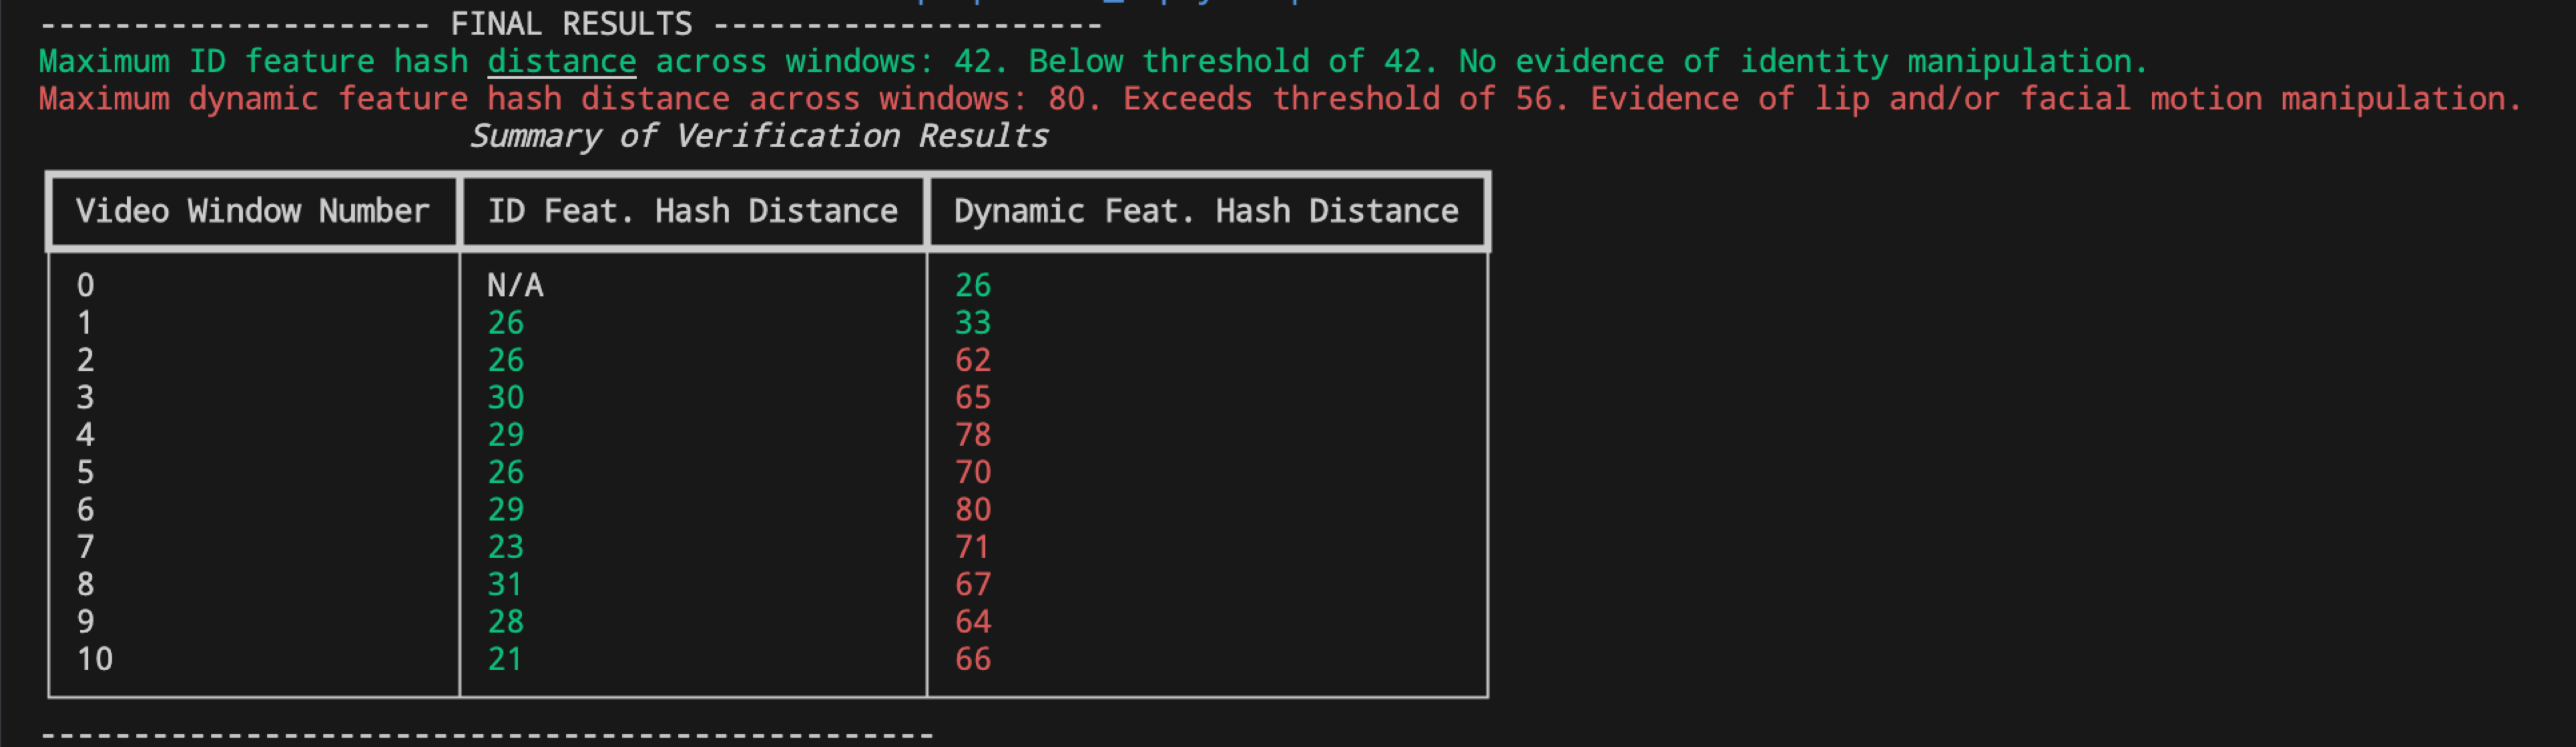 --------------------- FINAL RESULTS ---------------------
Maximum ID feature hash distance across windows: 42. Below threshold of 42. No evidence of identity manipulation.
Maximum dynamic feature hash distance across windows: 80. Exceeds threshold of 56. Evidence of lip and/or facial motion manipulation.
Summary of Verification Results
Video Window Number ID Feat. Hash Distance Dynamic Feat. Hash Distance
0 N/A 26
1 26 33
2 26 62
3 30 65
4 29 78
5 26 70
6 29 80
7 23 71
8 31 67
9 28 64
10 21 66
------------------------------------------------